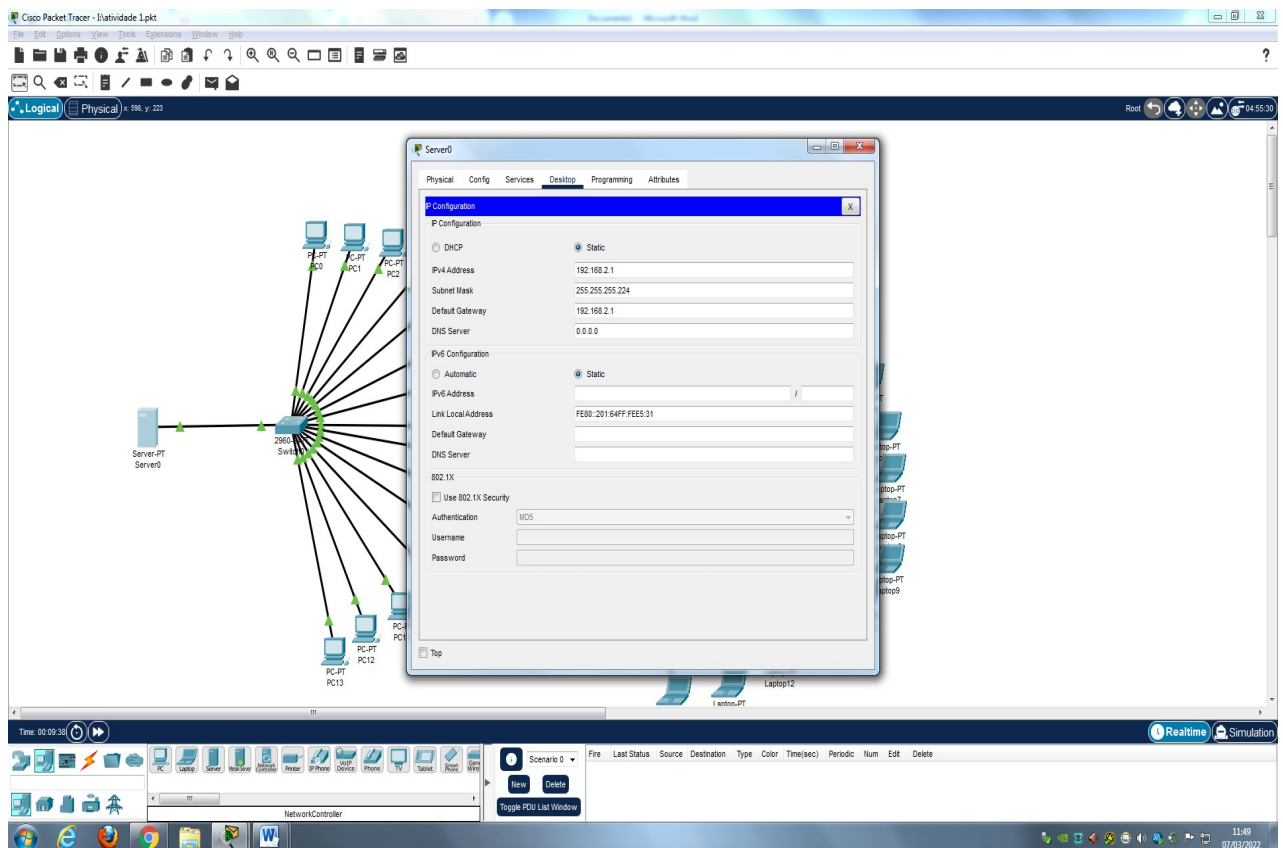 Cisco Packet Tracer - I:\atividade 1.pkt
File Edit Options View Tools Extensions Window Help
?
Logical Physical x: 598, y: 223
Root 04:55:30
Server0
Physical Config Services Desktop Programming Attributes
IP Configuration X
IP Configuration
DHCP Static
IPv4 Address 192.168.2.1
Subnet Mask 255.255.255.224
Default Gateway 192.168.2.1
DNS Server 0.0.0.0
IPv6 Configuration
Automatic Static
IPv6 Address /
Link Local Address FE80::201:64FF:FEE5:31
Default Gateway
DNS Server
802.1X
Use 802.1X Security
Authentication MD5
Username
Password
Top
PC-PT
PC0
PC-PT
PC1
PC-PT
PC2
Server-PT
Server0
2960-
PC-PT
PC12
PC-PT
PC13
Laptop12
Laptop-PT
Time: 00:09:38
Realtime Simulation
PC Laptop Server Printer IP Phone VoIP Device Phone TV Tablet Smart Phone
NetworkController
Scenario 0
New Delete
Toggle PDU List Window
Fire Last Status Source Destination Type Color Time(sec) Periodic Num Edit Delete
11:49
07/03/2022